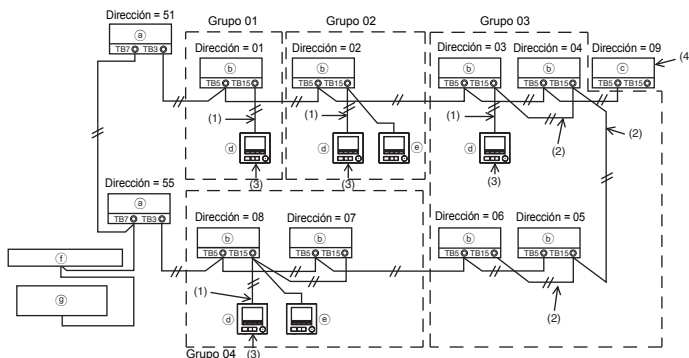 Dirección = 51
Grupo 01
Grupo 02
Grupo 03
ⓐ
TB7 TB3
Dirección = 01
Dirección = 02
Dirección = 03
Dirección = 04
Dirección = 09
ⓑ
ⓑ
ⓑ
ⓑ
ⓒ
(4
TB5 TB15
TB5 TB15
TB5 TB15
TB5 TB15
TB5 TB15
(1)
(1)
(1)
(2)
(2)
ⓓ
ⓓ
ⓔ
ⓓ
(3)
(3)
(3)
Dirección = 55
ⓐ
TB7 TB3
Dirección = 08
Dirección = 07
Dirección = 06
Dirección = 05
ⓑ
ⓑ
ⓑ
ⓑ
TB5 TB15
TB5 TB15
TB5 TB15
TB5 TB15
ⓕ
ⓖ
(1)
(2)
ⓓ
ⓔ
Grupo 04
(3)